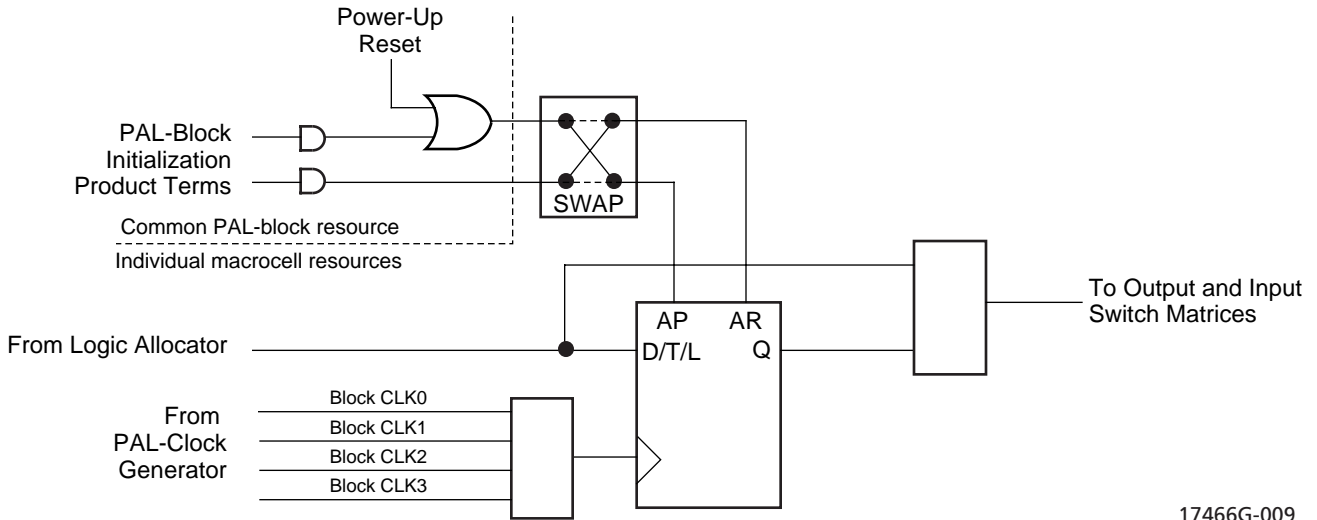 Power-Up
Reset
PAL-Block
Initialization
Product Terms
SWAP
Common PAL-block resource
Individual macrocell resources
To Output and Input
Switch Matrices
AP
AR
From Logic Allocator
D/T/L
Q
From
PAL-Clock
Generator
Block CLK0
Block CLK1
Block CLK2
Block CLK3
17466G-009